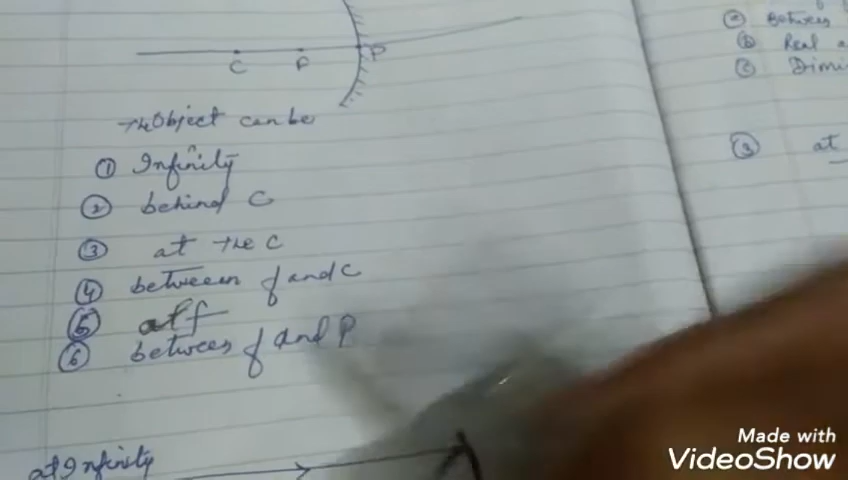 C F P
The Object can be
① Infinity
② behind C
③ at the C
④ between f and C
⑤ at f
⑥ between f and P
at Infinity
ⓐ Between
ⓑ Real a
ⓒ Dimi
③ at
Made with
VideoShow